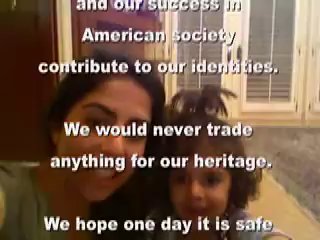 and our success in
American society
contribute to our identities.
We would never trade
anything for our heritage.
We hope one day it is safe